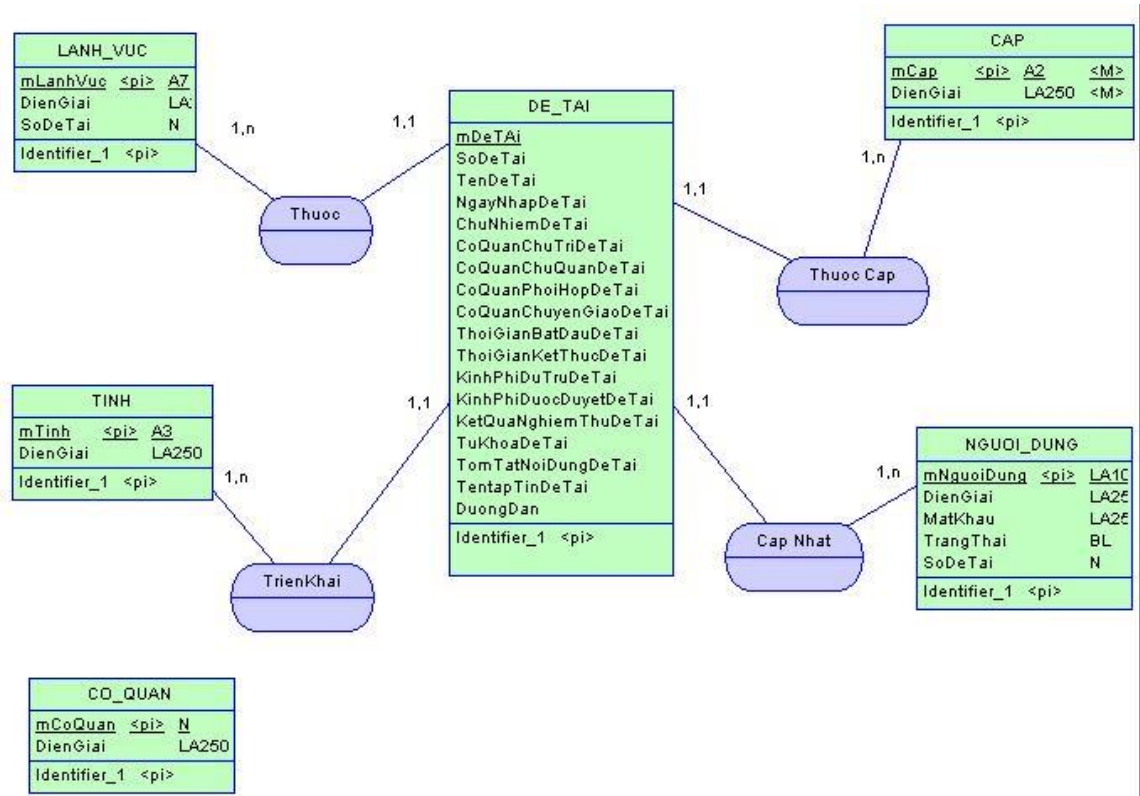 LANH_VUC
mLanhVuc <pi> A7
DienGiai LA
SoDeTai N
Identifier_1 <pi>
1,n
1,1
Thuoc
DE_TAI
mDeTAi
SoDeTai
TenDeTai
NgayNhapDeTai
ChuNhiemDeTai
CoQuanChuTriDeTai
CoQuanChuQuanDeTai
CoQuanPhoiHopDeTai
CoQuanChuyenGiaoDeTai
ThoiGianBatDauDeTai
ThoiGianKetThucDeTai
KinhPhiDuTruDeTai
KinhPhiDuocDuyetDeTai
KetQuaNghiemThuDeTai
TuKhoaDeTai
TomTatNoiDungDeTai
TentapTinDeTai
DuongDan
Identifier_1 <pi>
CAP
mCap <pi> A2 <M>
DienGiai LA250 <M>
Identifier_1 <pi>
1,n
1,1
Thuoc Cap
TINH
mTinh <pi> A3
DienGiai LA250
Identifier_1 <pi>
1,n
1,1
TrienKhai
1,1
1,n
Cap Nhat
NGUOI_DUNG
mNguoiDung <pi> LA10
DienGiai LA25
MatKhau LA25
TrangThai BL
SoDeTai N
Identifier_1 <pi>
CO_QUAN
mCoQuan <pi> N
DienGiai LA250
Identifier_1 <pi>